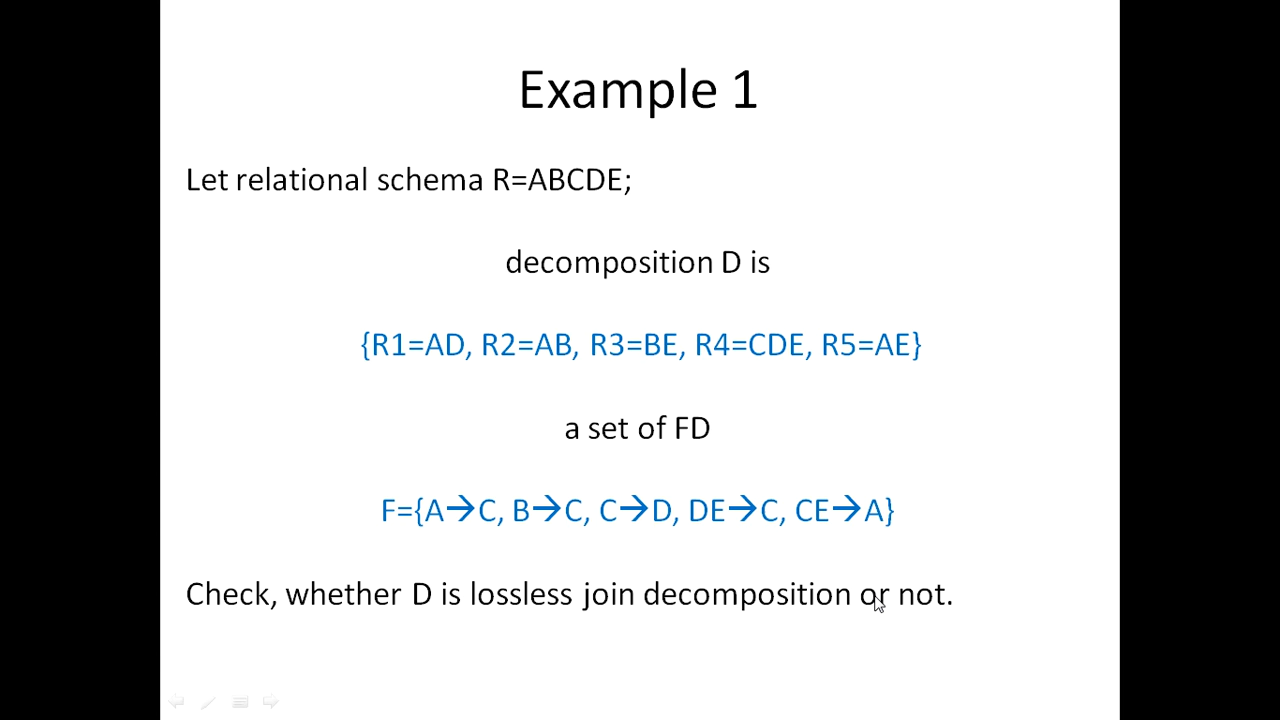 Example 1
Let relational schema R=ABCDE;
decomposition D is
{R1=AD, R2=AB, R3=BE, R4=CDE, R5=AE}
a set of FD
F={A→C, B→C, C→D, DE→C, CE→A}
Check, whether D is lossless join decomposition or not.